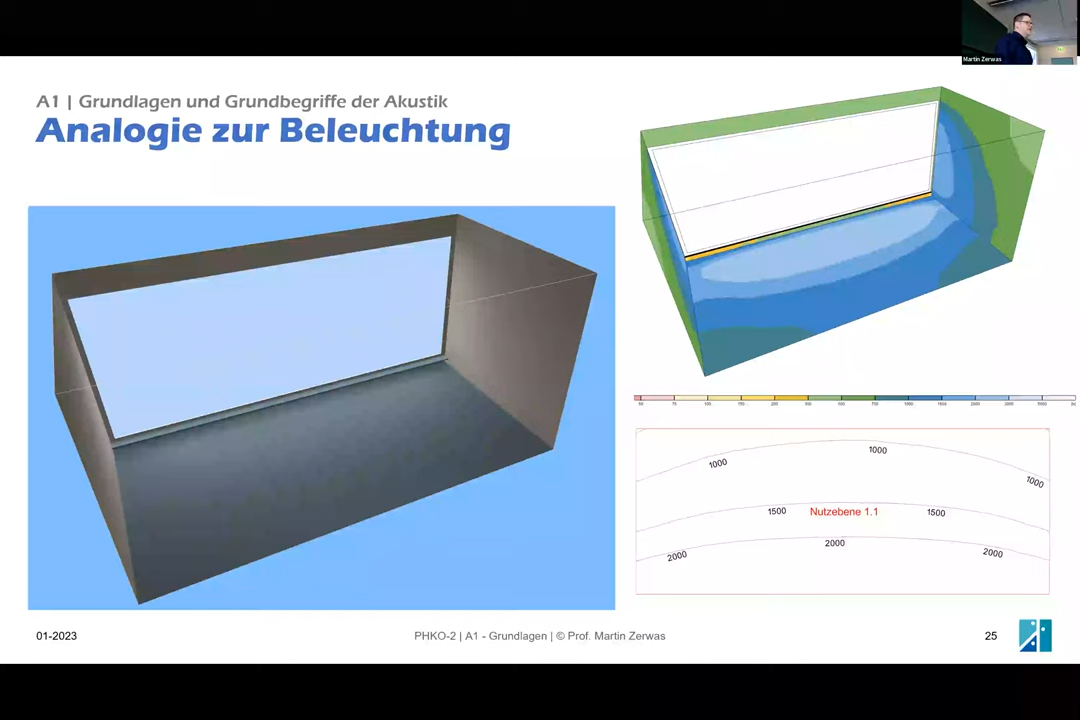 Martin Zerwas
A1 | Grundlagen und Grundbegriffe der Akustik
Analogie zur Beleuchtung
1000
1000
1000
1500
Nutzebene 1.1
1500
2000
2000
2000
01-2023
PHKO-2 | A1 - Grundlagen | © Prof. Martin Zerwas
25